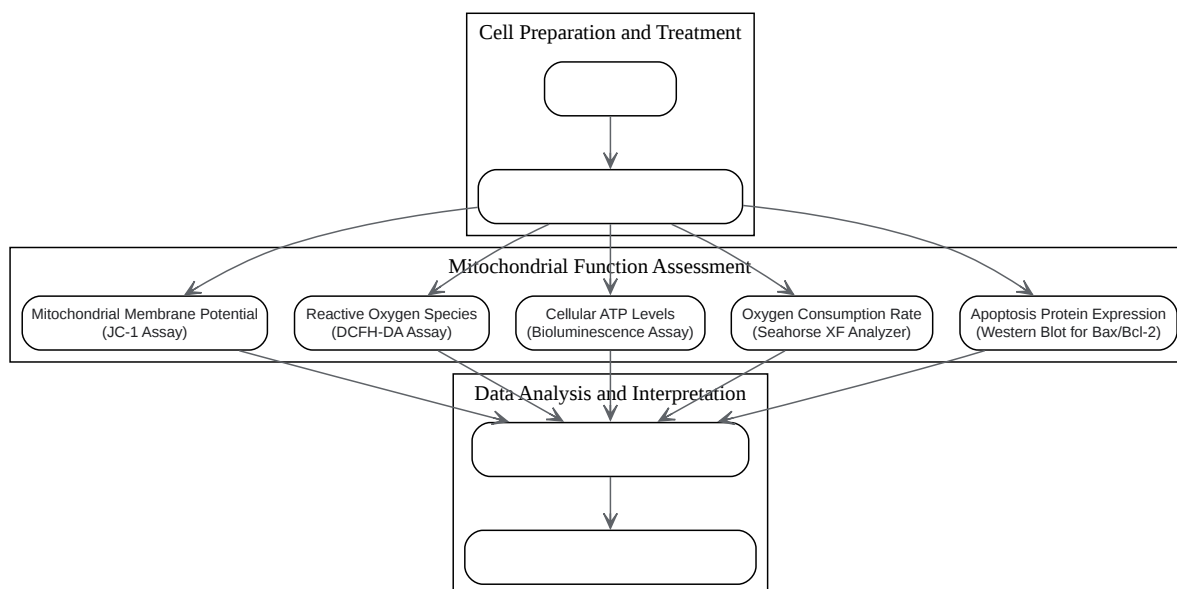 Cell Preparation and Treatment
Mitochondrial Function Assessment
Mitochondrial Membrane Potential
(JC-1 Assay)
Reactive Oxygen Species
(DCFH-DA Assay)
Cellular ATP Levels
(Bioluminescence Assay)
Oxygen Consumption Rate
(Seahorse XF Analyzer)
Apoptosis Protein Expression
(Western Blot for Bax/Bcl-2)
Data Analysis and Interpretation